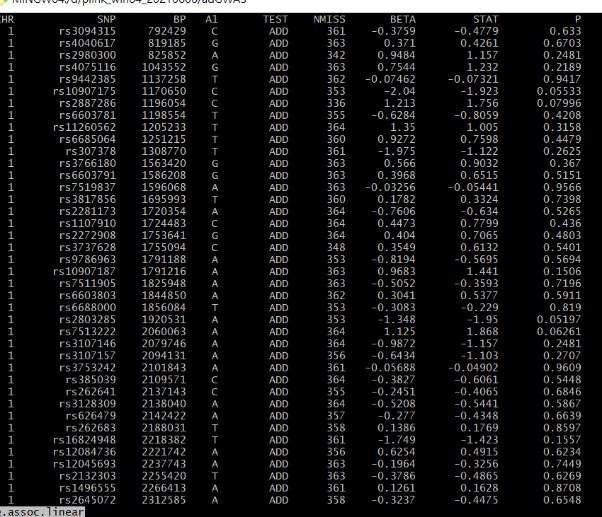 MINGW64:/d/plink_win64_20210606/adGWAS
CHR SNP BP A1 TEST NMISS BETA STAT P
1 rs3094315 792429 C ADD 361 -0.3759 -0.4779 0.633
1 rs4040617 819185 G ADD 363 0.371 0.4261 0.6703
1 rs2980300 825852 A ADD 342 0.9484 1.157 0.2481
1 rs4075116 1043552 G ADD 363 0.7544 1.232 0.2189
1 rs9442385 1137258 T ADD 362 -0.07462 -0.07321 0.9417
1 rs10907175 1170650 C ADD 353 -2.04 -1.923 0.05533
1 rs2887286 1196054 C ADD 336 1.213 1.756 0.07996
1 rs6603781 1198554 T ADD 355 -0.6284 -0.8059 0.4208
1 rs11260562 1205233 T ADD 364 1.35 1.005 0.3158
1 rs6685064 1251215 T ADD 360 0.9272 0.7598 0.4479
1 rs307378 1308770 T ADD 361 -1.975 -1.122 0.2625
1 rs3766180 1563420 G ADD 363 0.566 0.9032 0.367
1 rs6603791 1586208 G ADD 363 0.3968 0.6515 0.5151
1 rs7519837 1596068 A ADD 363 -0.03256 -0.05441 0.9566
1 rs3817856 1695993 T ADD 360 0.1782 0.3324 0.7398
1 rs2281173 1720354 A ADD 364 -0.7606 -0.634 0.5265
1 rs1107910 1724483 C ADD 364 0.4473 0.7799 0.436
1 rs2272908 1753641 G ADD 364 0.404 0.7065 0.4803
1 rs3737628 1755094 C ADD 348 0.3549 0.6132 0.5401
1 rs9786963 1791188 A ADD 353 -0.8194 -0.5695 0.5694
1 rs10907187 1791216 A ADD 363 0.9683 1.441 0.1506
1 rs7511905 1825948 A ADD 363 -0.5052 -0.3593 0.7196
1 rs6603803 1844850 A ADD 362 0.3041 0.5377 0.5911
1 rs6688000 1856084 T ADD 353 -0.3083 -0.229 0.819
1 rs2803285 1920531 A ADD 353 -1.348 -1.95 0.05197
1 rs7513222 2060063 A ADD 364 1.125 1.868 0.06261
1 rs3107146 2079746 A ADD 364 -0.9872 -1.157 0.2481
1 rs3107157 2094131 A ADD 356 -0.6434 -1.103 0.2707
1 rs3753242 2101843 A ADD 361 -0.05688 -0.04902 0.9609
1 rs385039 2109571 C ADD 364 -0.3827 -0.6061 0.5448
1 rs262641 2137143 C ADD 355 -0.2451 -0.4065 0.6846
1 rs3128309 2138040 A ADD 364 -0.5208 -0.5441 0.5867
1 rs626479 2142422 A ADD 357 -0.277 -0.4348 0.6639
1 rs262683 2188031 T ADD 358 0.1386 0.1769 0.8597
1 rs16824948 2218382 T ADD 361 -1.749 -1.423 0.1557
1 rs12084736 2221742 A ADD 356 0.6254 0.4915 0.6234
1 rs12045693 2237743 A ADD 363 -0.1964 -0.3256 0.7449
1 rs2132303 2255420 T ADD 363 -0.3786 -0.4865 0.6269
1 rs1496555 2266413 A ADD 361 0.1261 0.1628 0.8708
1 rs2645072 2312585 A ADD 358 -0.3237 -0.4475 0.6548
e.assoc.linear